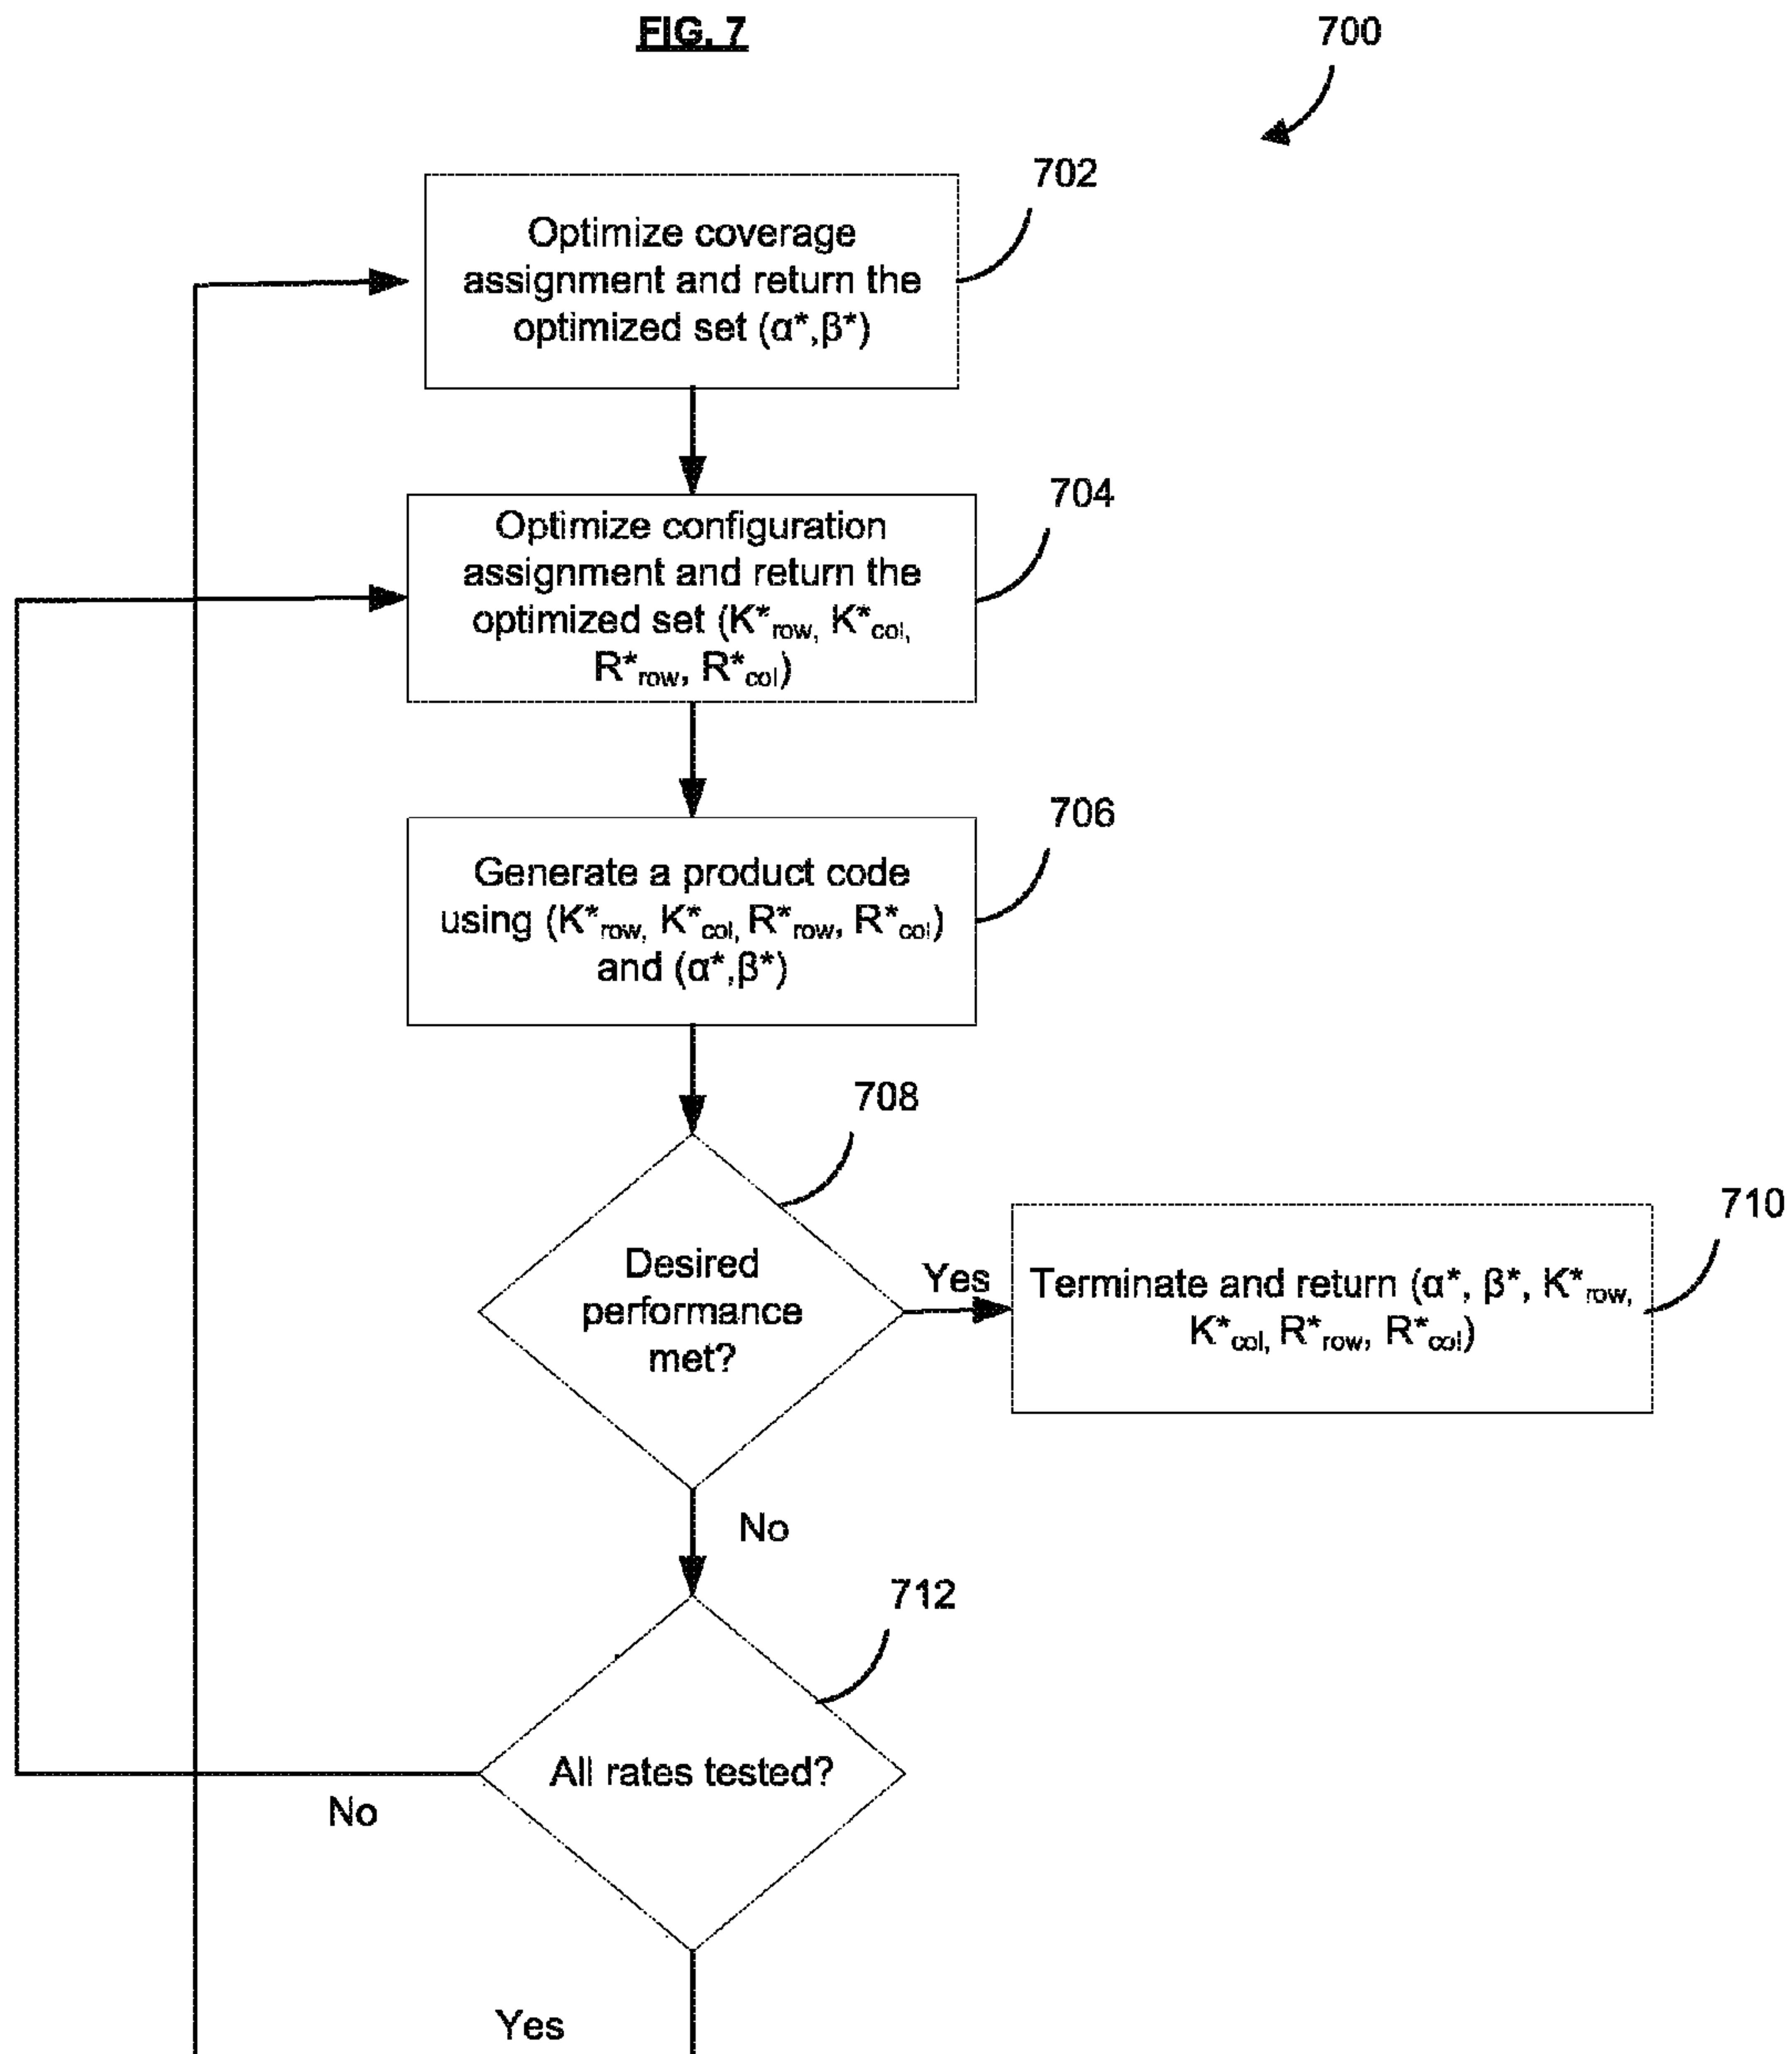 FIG. 7
700
702
Optimize coverage
assignment and return the
optimized set (α*,β*)
704
Optimize configuration
assignment and return the
optimized set (K*row, K*col,
R*row, R*col)
706
Generate a product code
using (K*row, K*col, R*row, R*col)
and (α*,β*)
708
Desired
performance
met?
Yes
710
Terminate and return (α*, β*, K*row,
K*col, R*row, R*col)
No
712
All rates tested?
No
Yes